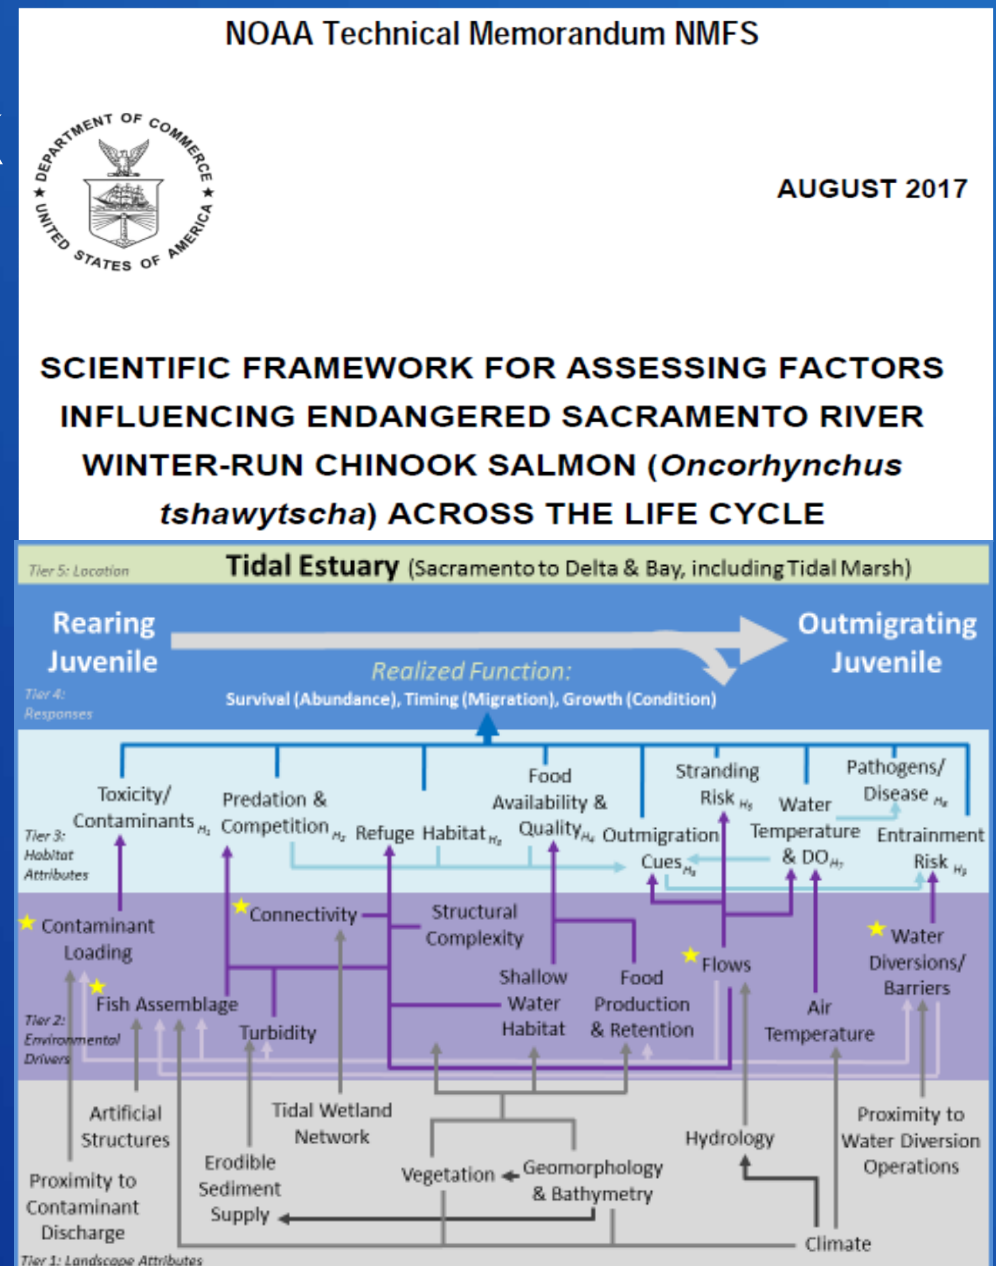 NOAA Technical Memorandum NMFS
DEPARTMENT OF COMMERCE
UNITED STATES OF AMERICA
AUGUST 2017
SCIENTIFIC FRAMEWORK FOR ASSESSING FACTORS
INFLUENCING ENDANGERED SACRAMENTO RIVER
WINTER-RUN CHINOOK SALMON (Oncorhynchus
tshawytscha) ACROSS THE LIFE CYCLE
Tier 5: Location
Tidal Estuary (Sacramento to Delta & Bay, including Tidal Marsh)
Rearing
Juvenile
Outmigrating
Juvenile
Realized Function:
Survival (Abundance), Timing (Migration), Growth (Condition)
Tier 4:
Responses
Toxicity/
Contaminants H1
Predation &
Competition H2
Refuge Habitat H3
Food
Availability &
Quality H4
Outmigration
Cues
Stranding
Risk H5
Water
Temperature
& DO H7
Pathogens/
Disease
Entrainment
Risk
Tier 3:
Habitat
Attributes
Contaminant
Loading
Fish Assemblage
Connectivity
Structural
Complexity
Turbidity
Shallow
Water
Habitat
Food
Production
& Retention
Flows
Air
Temperature
Water
Diversions/
Barriers
Tier 2:
Environmental
Drivers
Artificial
Structures
Proximity to
Contaminant
Discharge
Tidal Wetland
Network
Erodible
Sediment
Supply
Vegetation
Geomorphology
& Bathymetry
Hydrology
Proximity to
Water Diversion
Operations
Climate
Tier 1: Landscape Attributes